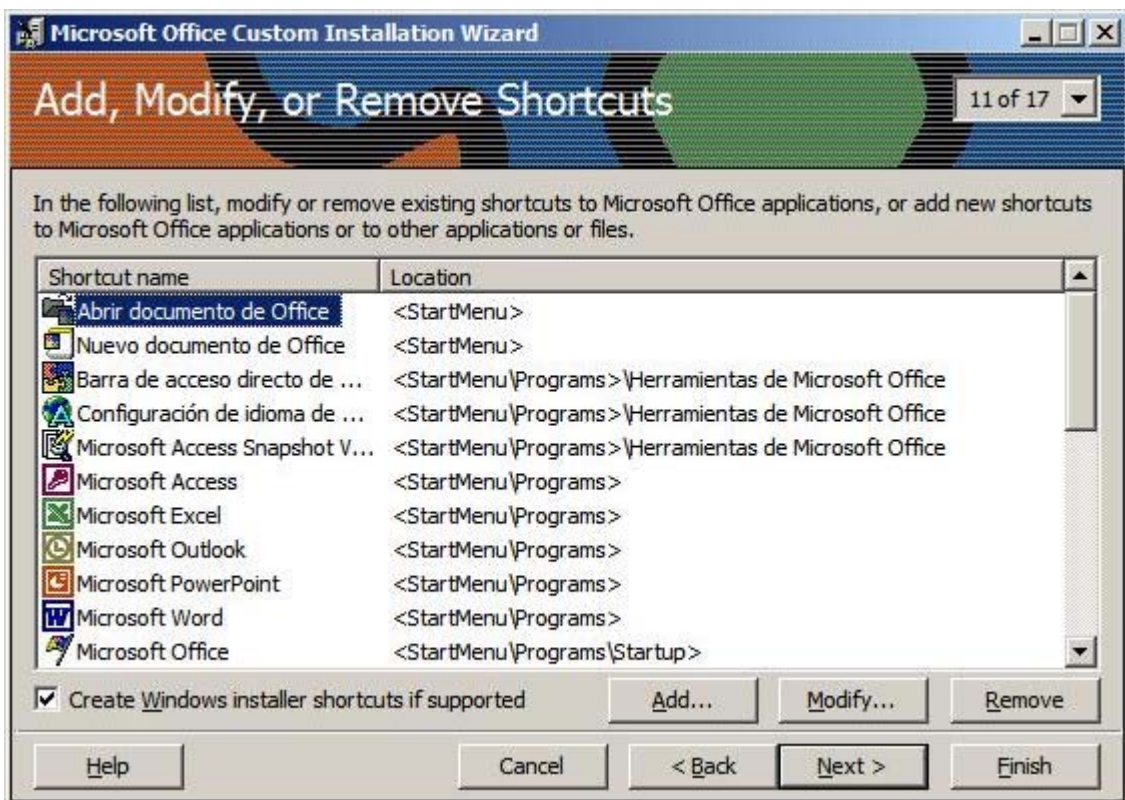 Microsoft Office Custom Installation Wizard
Add, Modify, or Remove Shortcuts
11 of 17
In the following list, modify or remove existing shortcuts to Microsoft Office applications, or add new shortcuts
to Microsoft Office applications or to other applications or files.
Shortcut name Location
Abrir documento de Office <StartMenu>
Nuevo documento de Office <StartMenu>
Barra de acceso directo de ... <StartMenu\Programs>\Herramientas de Microsoft Office
Configuración de idioma de ... <StartMenu\Programs>\Herramientas de Microsoft Office
Microsoft Access Snapshot V... <StartMenu\Programs>\Herramientas de Microsoft Office
Microsoft Access <StartMenu\Programs>
Microsoft Excel <StartMenu\Programs>
Microsoft Outlook <StartMenu\Programs>
Microsoft PowerPoint <StartMenu\Programs>
Microsoft Word <StartMenu\Programs>
Microsoft Office <StartMenu\Programs\Startup>
Create Windows installer shortcuts if supported Add... Modify... Remove
Help Cancel < Back Next > Finish